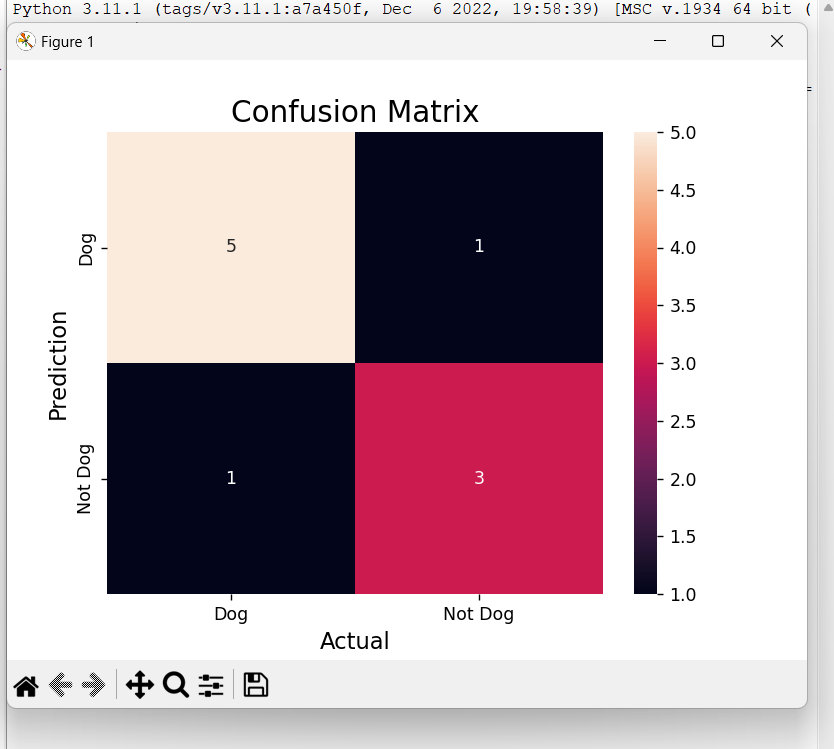 Python 3.11.1 (tags/v3.11.1:a7a450f, Dec  6 2022, 19:58:39) [MSC v.1934 64 bit (
Figure 1
=
Confusion Matrix
5.0
4.5
4.0
3.5
3.0
2.5
2.0
1.5
1.0
Prediction
Dog
5
1
Not Dog
1
3
Dog
Not Dog
Actual